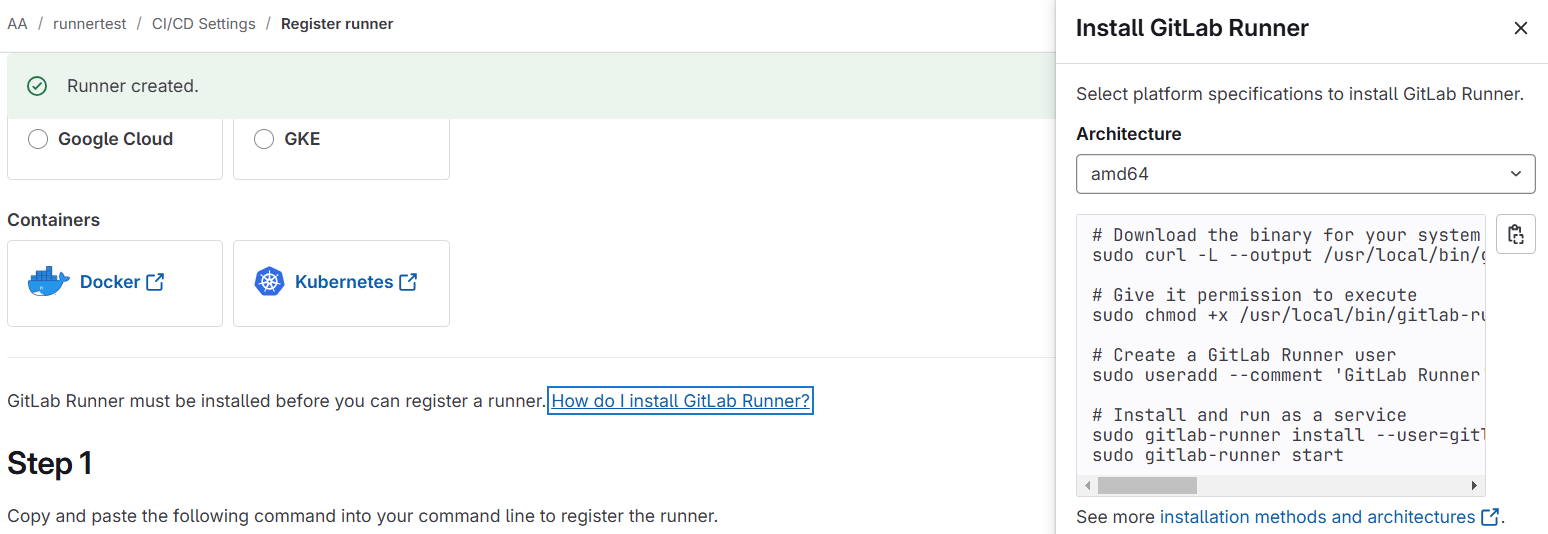 AA / runnertest / CI/CD Settings / Register runner
Runner created.
Google Cloud
GKE
Containers
Docker
Kubernetes
GitLab Runner must be installed before you can register a runner. How do I install GitLab Runner?
Step 1
Copy and paste the following command into your command line to register the runner.
Install GitLab Runner
Select platform specifications to install GitLab Runner.
Architecture
amd64
# Download the binary for your system
sudo curl -L --output /usr/local/bin/g
# Give it permission to execute
sudo chmod +x /usr/local/bin/gitlab-ru
# Create a GitLab Runner user
sudo useradd --comment 'GitLab Runner'
# Install and run as a service
sudo gitlab-runner install --user=gitl
sudo gitlab-runner start
See more installation methods and architectures.